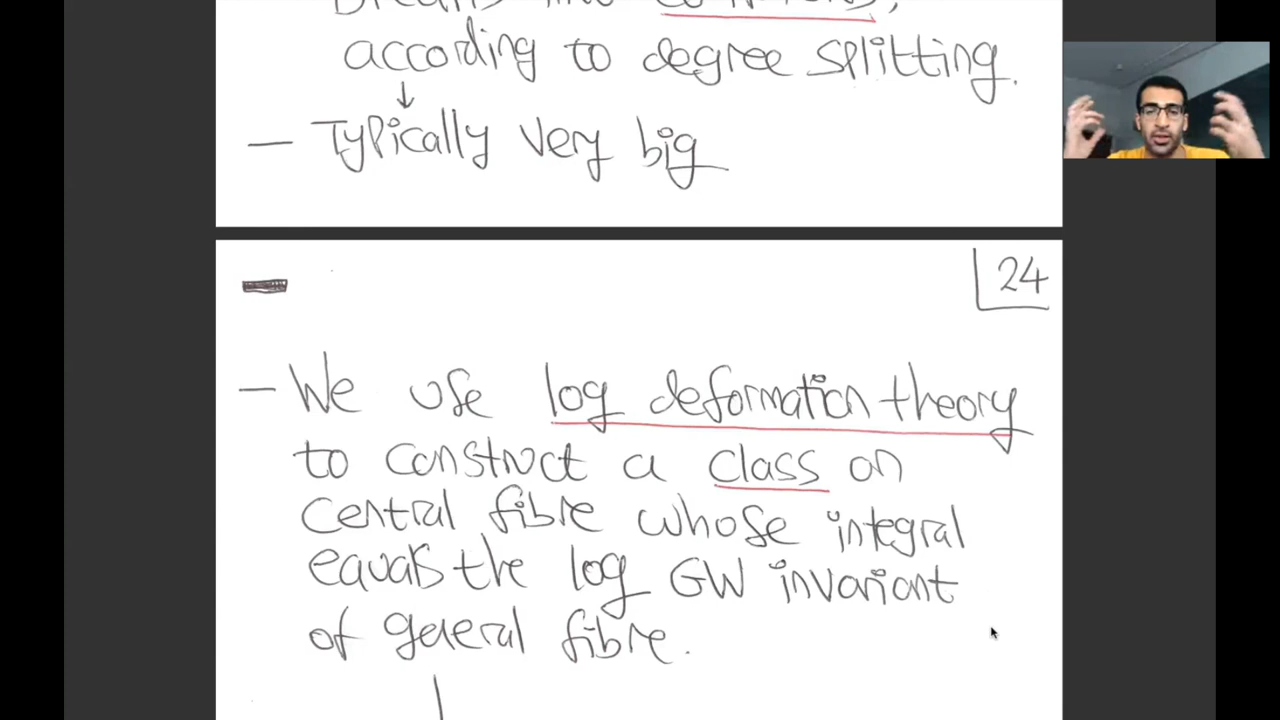 according to degree splitting.
↓
— Typically very big
24
— We use log deformation theory
to construct a class on
central fibre whose integral
equals the log GW invariant
of general fibre.